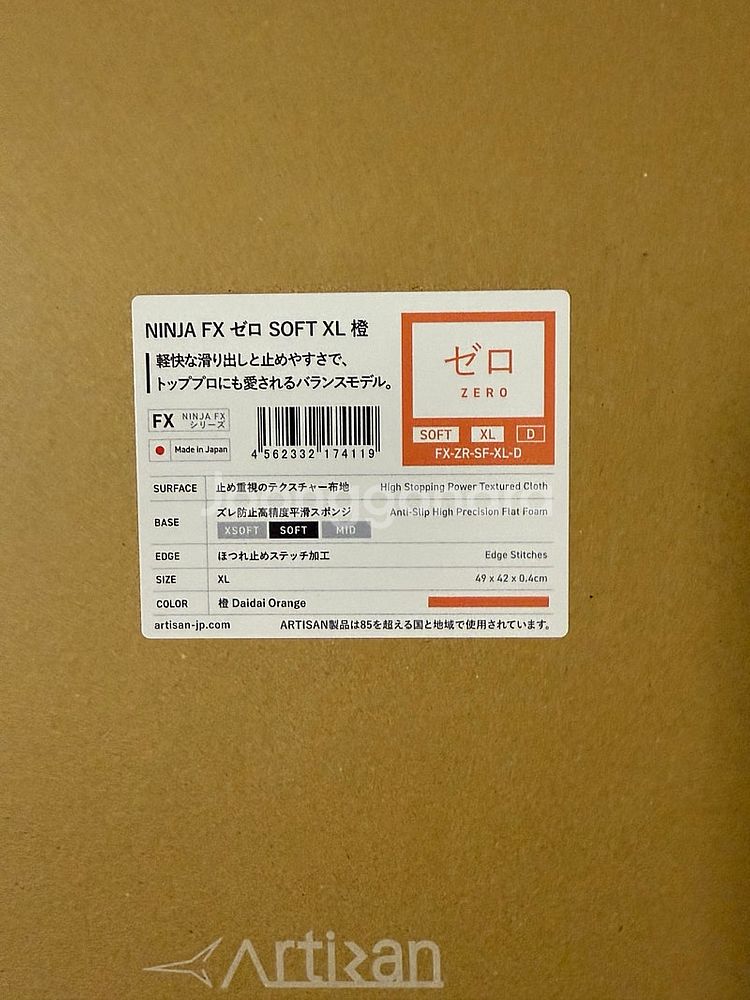 NINJA FX ゼロ SOFT XL 橙
軽快な滑り出しと止めやすさで、
トッププロにも愛されるバランスモデル。
FX NINJA FX
シリーズ
Made in Japan
4 562332 174119
ゼロ
ZERO
SOFT XL D
FX-ZR-SF-XL-D
SURFACE 止め重視のテクスチャー布地 High Stopping Power Textured Cloth
BASE ズレ防止高精度平滑スポンジ Anti-Slip High Precision Flat Foam
XSOFT SOFT MID
EDGE ほつれ止めステッチ加工 Edge Stitches
SIZE XL 49 x 42 x 0.4cm
COLOR 橙 Daidai Orange
artisan-jp.com ARTISAN製品は85を超える国と地域で使用されています。
Joonggonara
Artisan